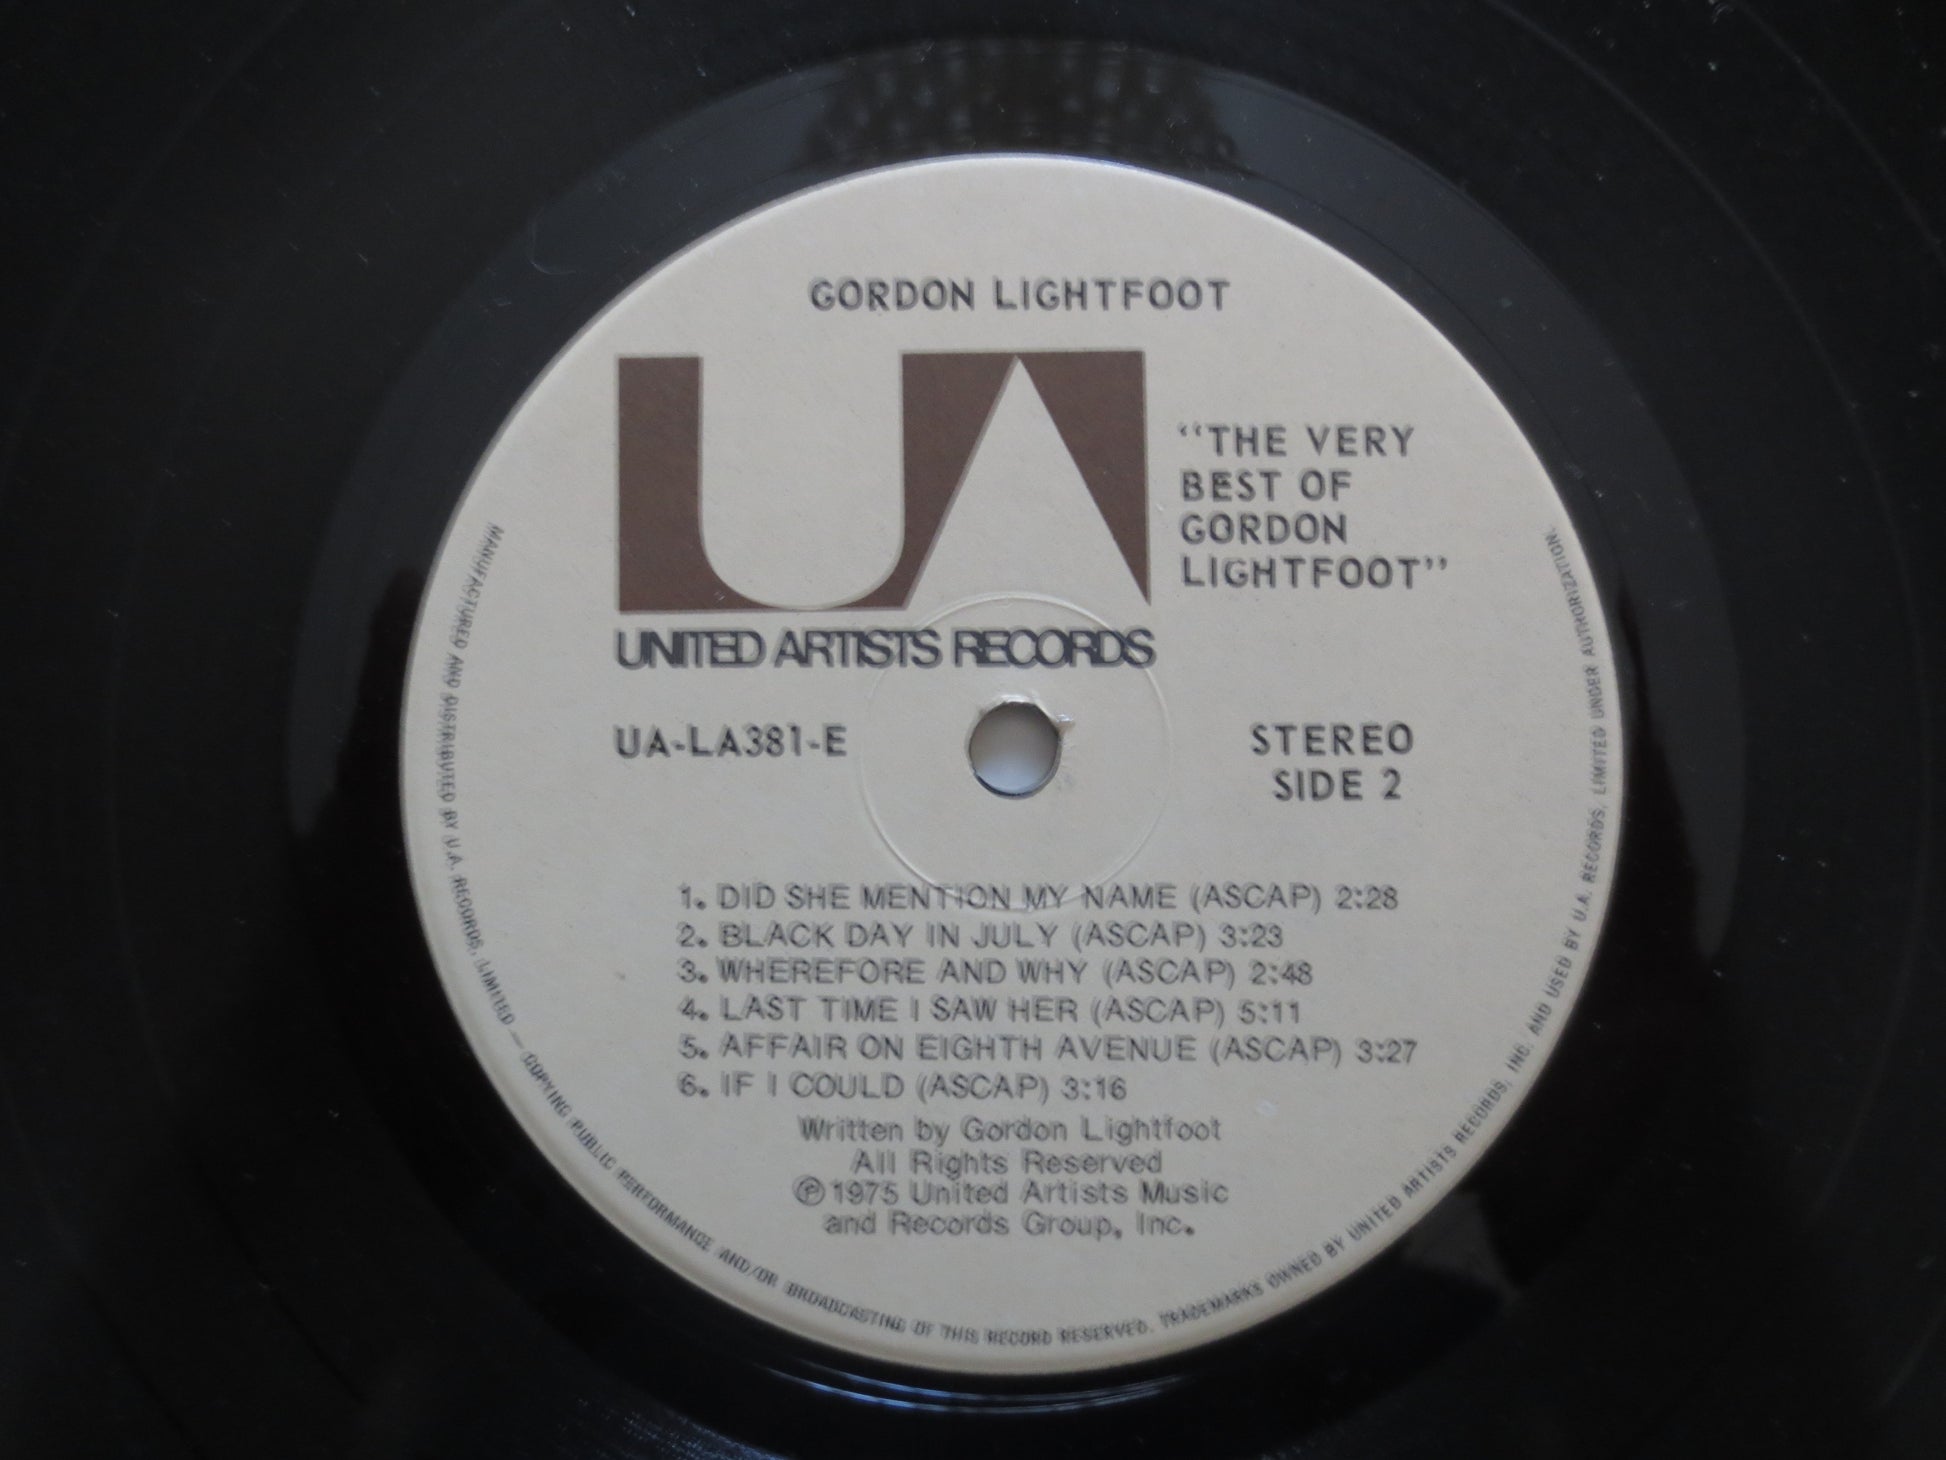 GORDON LIGHTFOOT
UA
"THE VERY
BEST OF
GORDON
LIGHTFOOT"
UNITED ARTISTS RECORDS
UA-LA381-E
STEREO
SIDE 2
1. DID SHE MENTION MY NAME (ASCAP) 2:28
2. BLACK DAY IN JULY (ASCAP) 3:23
3. WHEREFORE AND WHY (ASCAP) 2:48
4. LAST TIME I SAW HER (ASCAP) 5:11
5. AFFAIR ON EIGHTH AVENUE (ASCAP) 3:27
6. IF I COULD (ASCAP) 3:16
Written by Gordon Lightfoot
All Rights Reserved
℗ 1975 United Artists Music
and Records Group, Inc.
MANUFACTURED AND DISTRIBUTED BY U.A. RECORDS, LIMITED — COPYING PUBLIC PERFORMANCE AND/OR BROADCASTING OF THIS RECORD RESERVED. TRADEMARKS OWNED BY UNITED ARTISTS RECORDS, INC. AND USED BY U.A. RECORDS, LIMITED UNDER AUTHORIZATION.